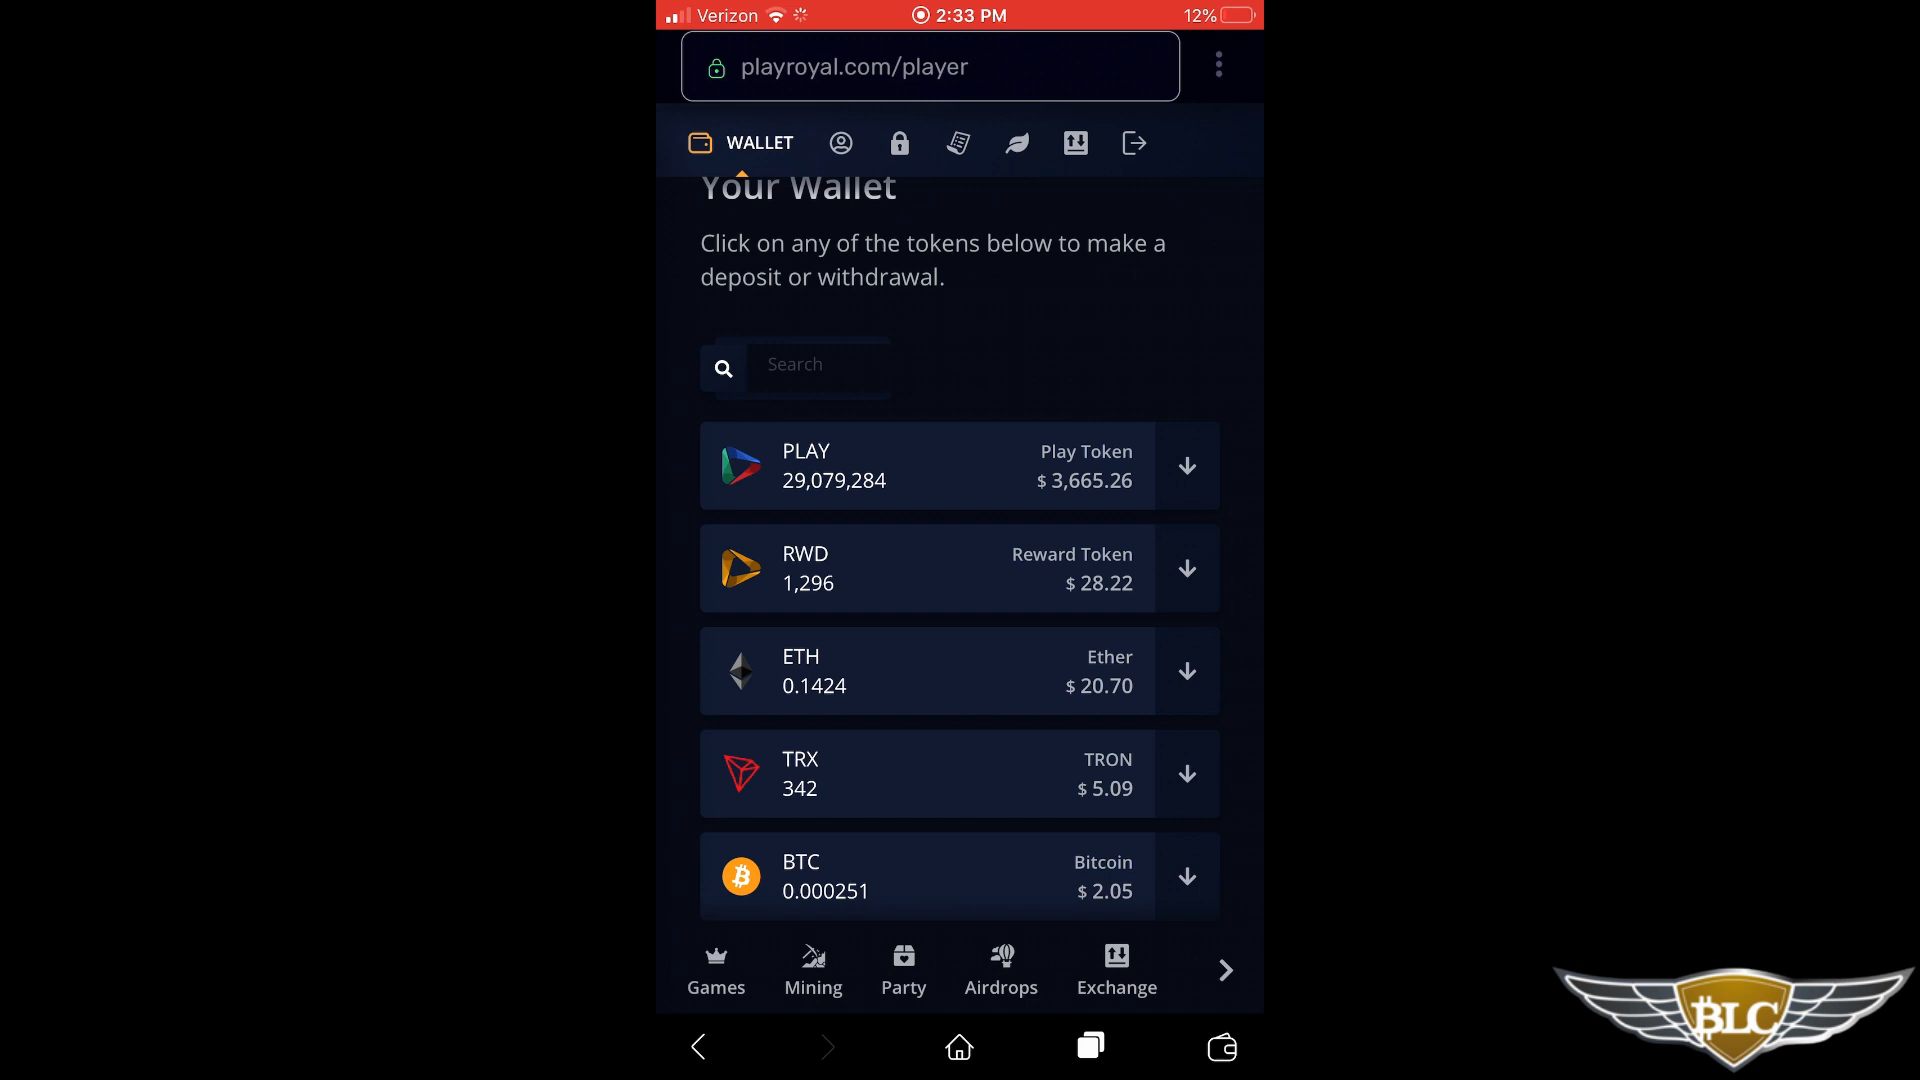 Verizon 2:33 PM 12%
playroyal.com/player
WALLET
Your Wallet
Click on any of the tokens below to make a
deposit or withdrawal.
Search
PLAY Play Token
29,079,284 $ 3,665.26
RWD Reward Token
1,296 $ 28.22
ETH Ether
0.1424 $ 20.70
TRX TRON
342 $ 5.09
BTC Bitcoin
0.000251 $ 2.05
Games Mining Party Airdrops Exchange
BLC